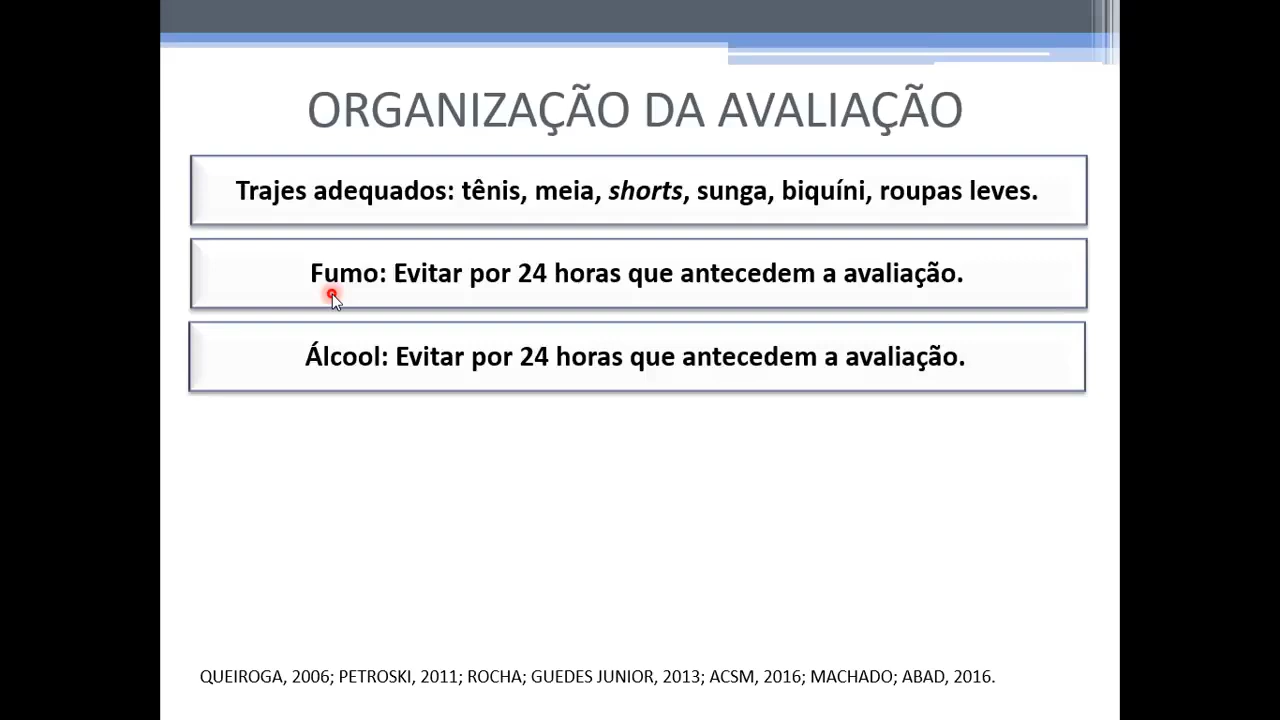 ORGANIZAÇÃO DA AVALIAÇÃO
Trajes adequados: tênis, meia, shorts, sunga, biquíni, roupas leves.
Fumo: Evitar por 24 horas que antecedem a avaliação.
Álcool: Evitar por 24 horas que antecedem a avaliação.
QUEIROGA, 2006; PETROSKI, 2011; ROCHA; GUEDES JUNIOR, 2013; ACSM, 2016; MACHADO; ABAD, 2016.